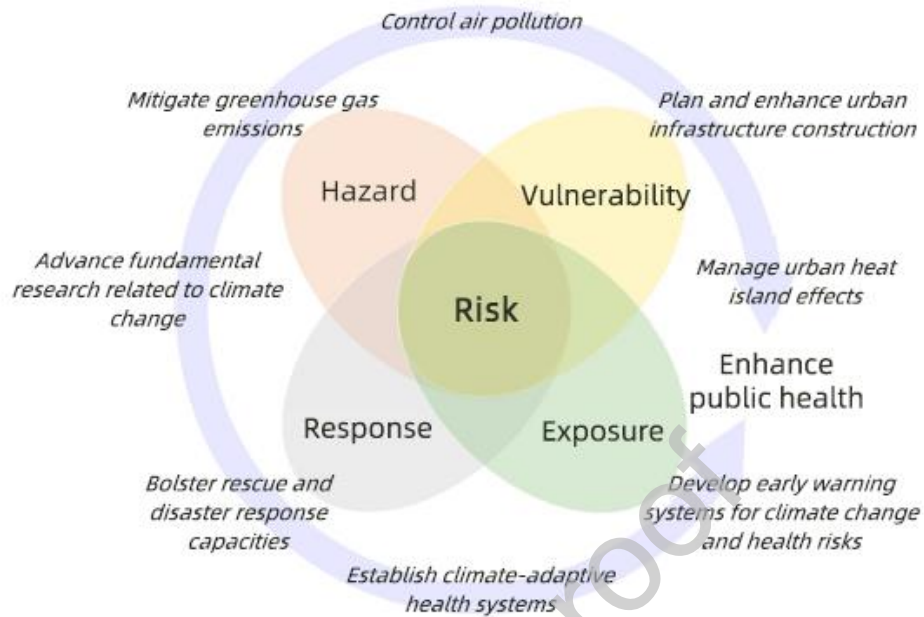 Control air pollution
Mitigate greenhouse gas
emissions
Plan and enhance urban
infrastructure construction
Hazard
Vulnerability
Advance fundamental
research related to climate
change
Manage urban heat
island effects
Risk
Enhance
public health
Response
Exposure
Bolster rescue and
disaster response
capacities
Develop early warning
systems for climate change
and health risks
Establish climate-adaptive
health systems
roof